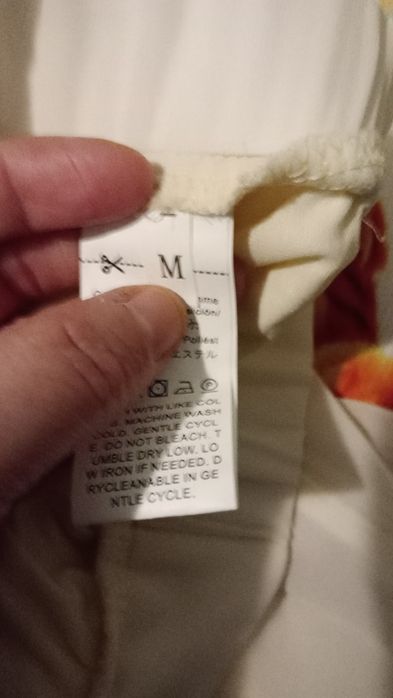 M
エステル
WITH LIKE COL
S. MACHINE WASH
COLD. GENTLE CYCL
E. DO NOT BLEACH. T
UMBLE DRY LOW. LO
W IRON IF NEEDED. D
RYCLEANABLE IN GE
NTLE CYCLE.